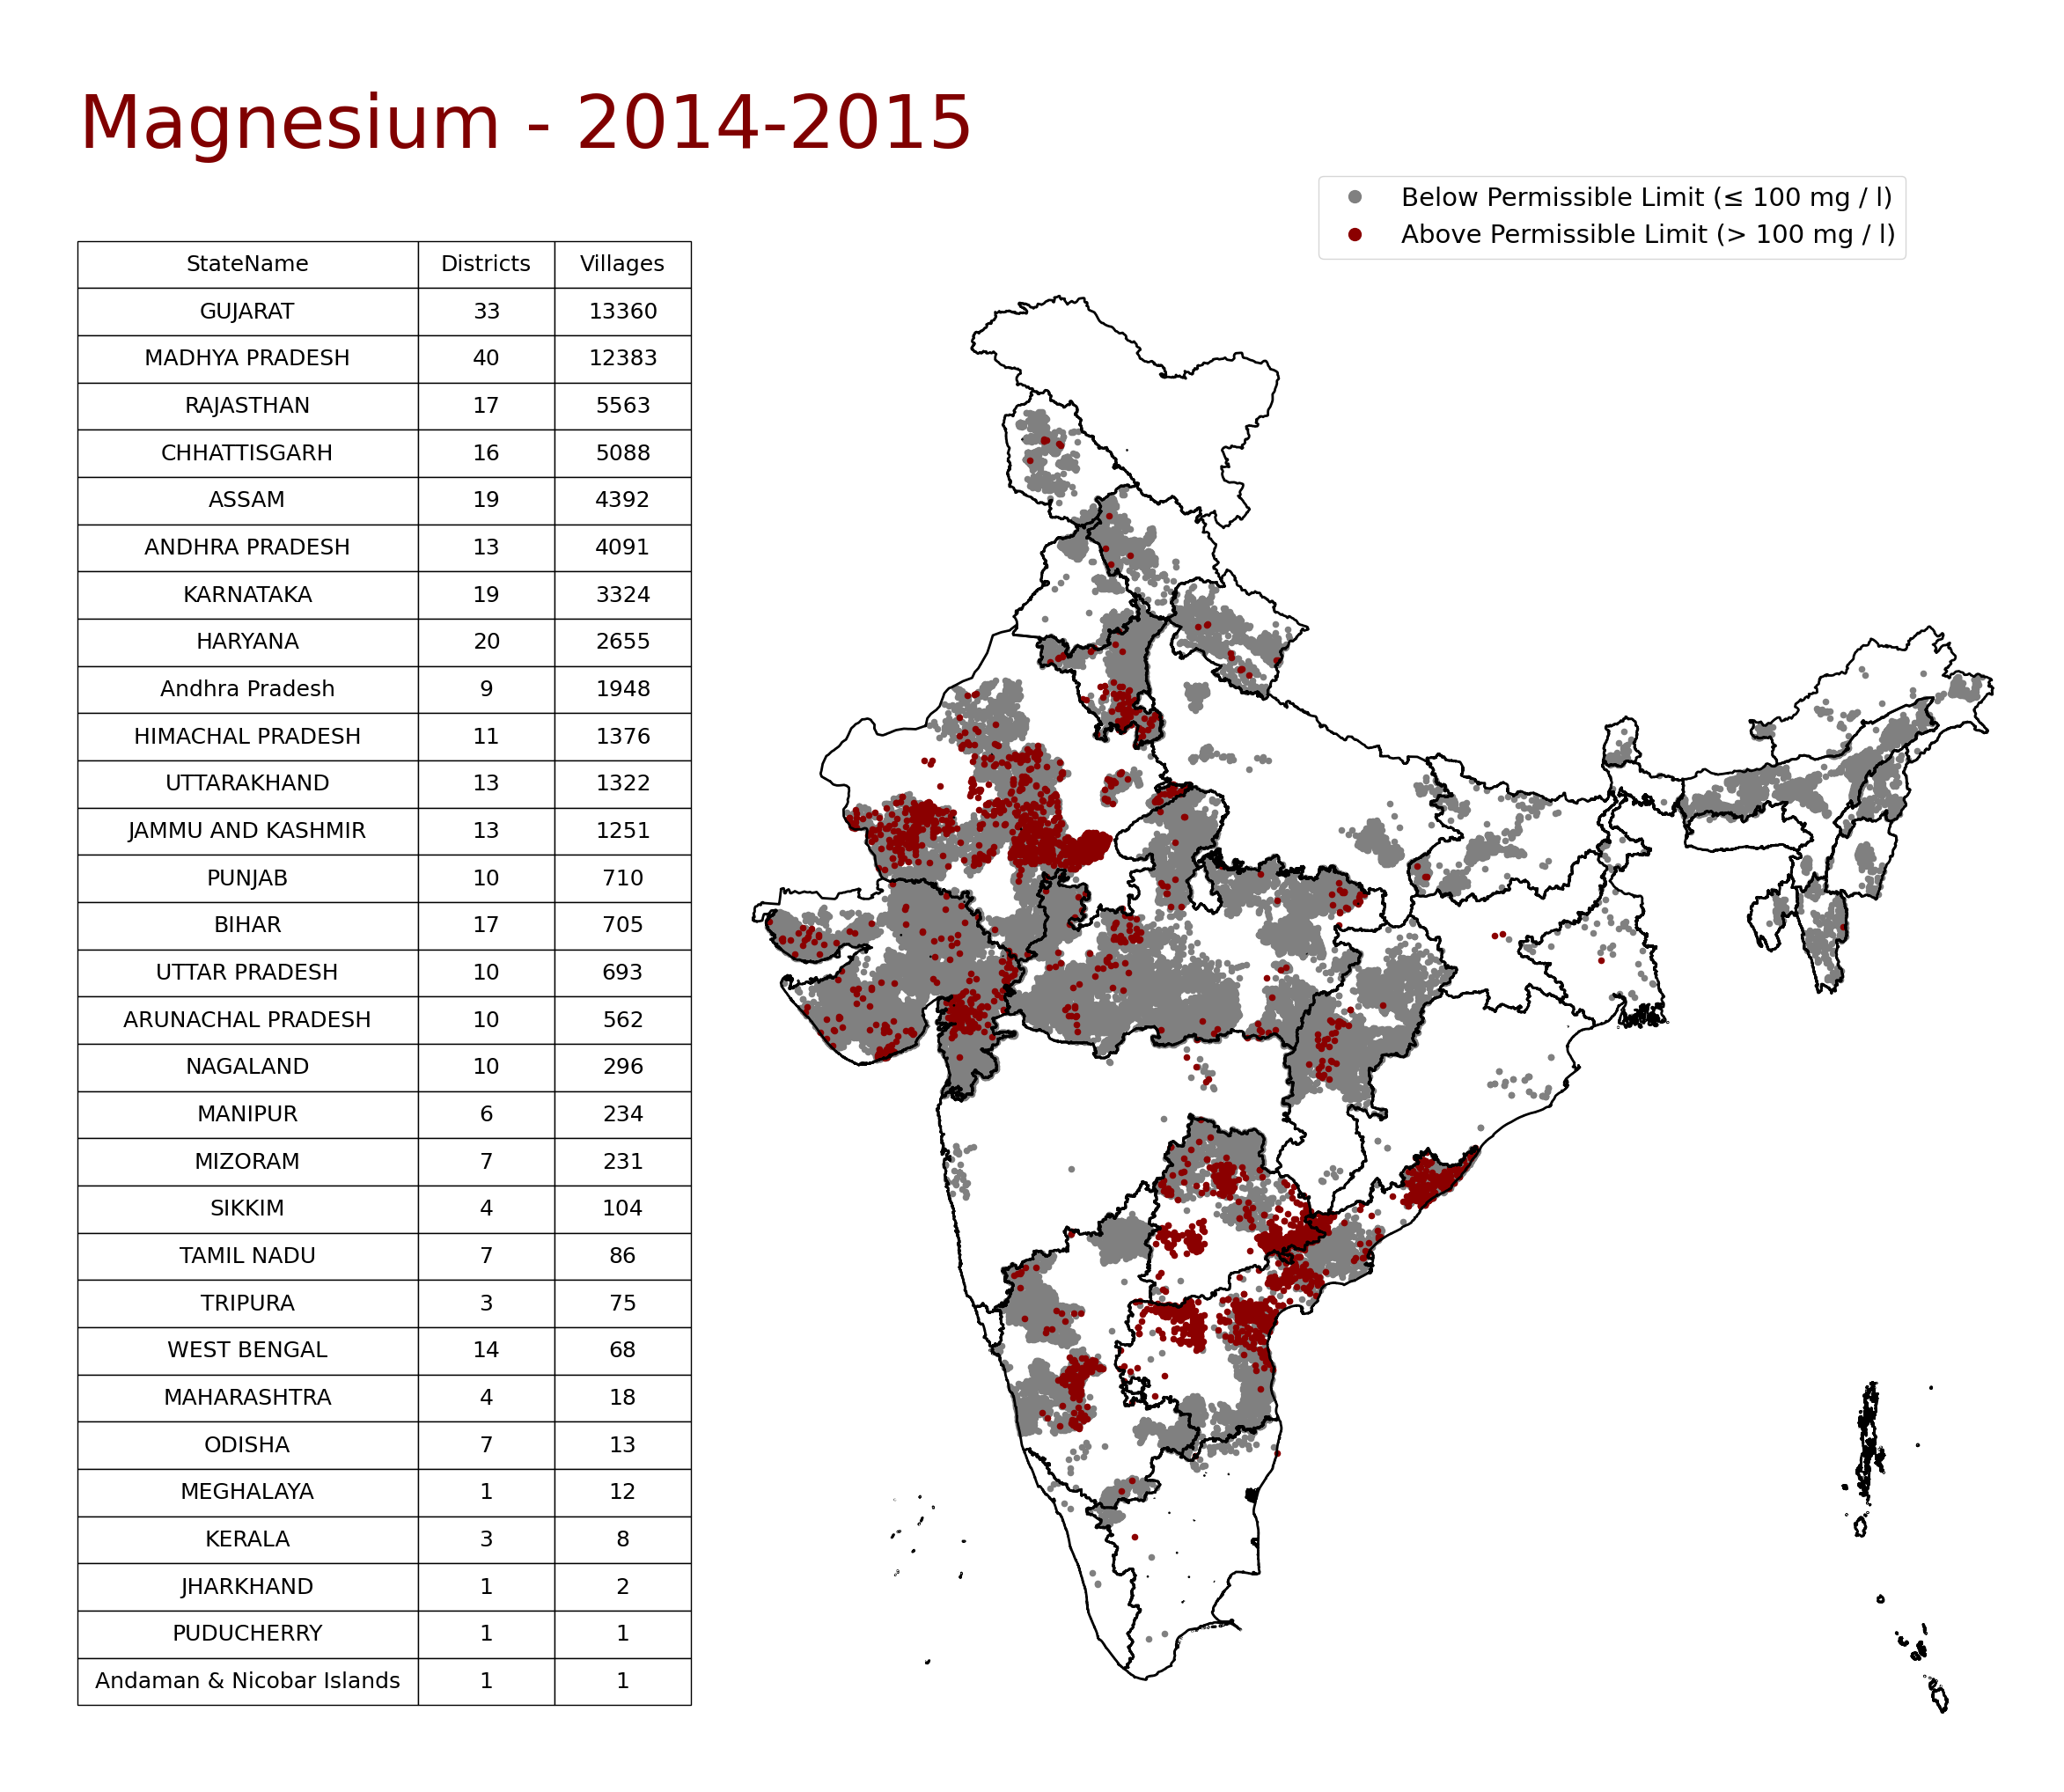 Magnesium - 2014-2015
Below Permissible Limit (≤ 100 mg / l)
Above Permissible Limit (> 100 mg / l)
StateName Districts Villages
GUJARAT 33 13360
MADHYA PRADESH 40 12383
RAJASTHAN 17 5563
CHHATTISGARH 16 5088
ASSAM 19 4392
ANDHRA PRADESH 13 4091
KARNATAKA 19 3324
HARYANA 20 2655
Andhra Pradesh 9 1948
HIMACHAL PRADESH 11 1376
UTTARAKHAND 13 1322
JAMMU AND KASHMIR 13 1251
PUNJAB 10 710
BIHAR 17 705
UTTAR PRADESH 10 693
ARUNACHAL PRADESH 10 562
NAGALAND 10 296
MANIPUR 6 234
MIZORAM 7 231
SIKKIM 4 104
TAMIL NADU 7 86
TRIPURA 3 75
WEST BENGAL 14 68
MAHARASHTRA 4 18
ODISHA 7 13
MEGHALAYA 1 12
KERALA 3 8
JHARKHAND 1 2
PUDUCHERRY 1 1
Andaman & Nicobar Islands 1 1